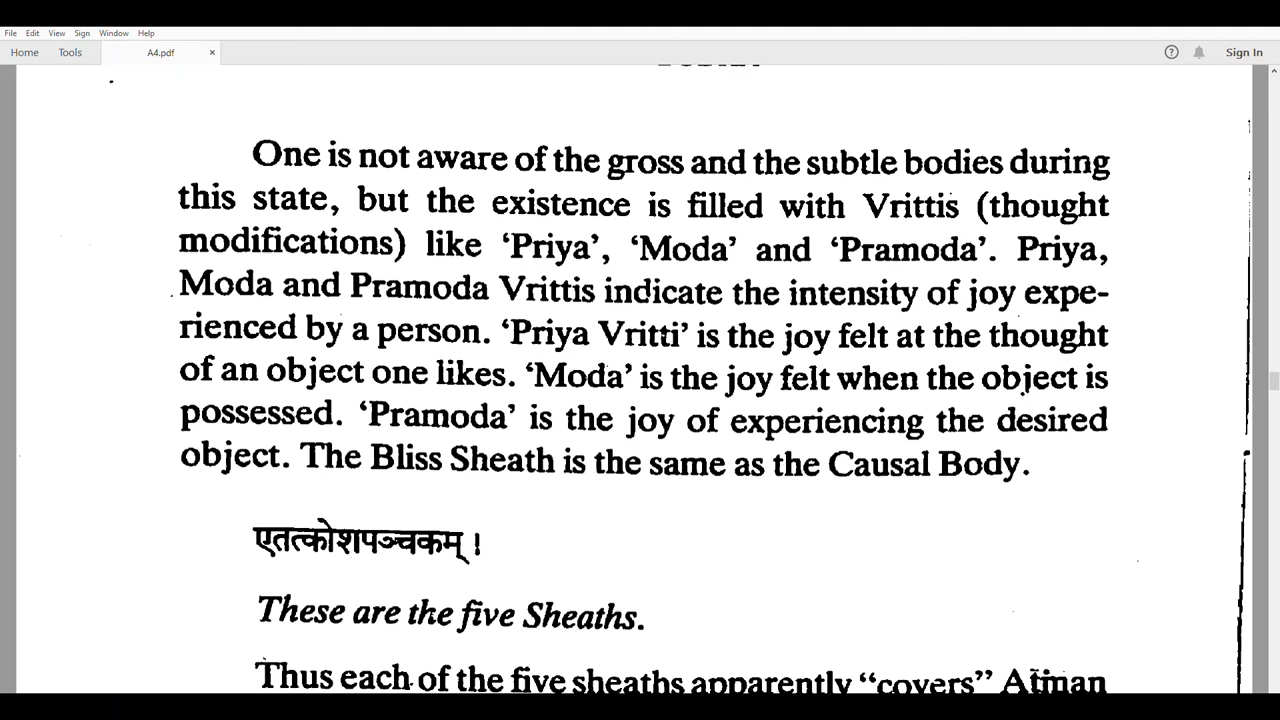 File Edit View Sign Window Help
Home Tools A4.pdf × Sign In
One is not aware of the gross and the subtle bodies during
this state, but the existence is filled with Vrittis (thought
modifications) like ‘Priya’, ‘Moda’ and ‘Pramoda’. Priya,
Moda and Pramoda Vrittis indicate the intensity of joy expe-
rienced by a person. ‘Priya Vritti’ is the joy felt at the thought
of an object one likes. ‘Moda’ is the joy felt when the object is
possessed. ‘Pramoda’ is the joy of experiencing the desired
object. The Bliss Sheath is the same as the Causal Body.
एतत्कोशपञ्चकम् !
These are the five Sheaths.
Thus each of the five sheaths apparently “covers” Atman